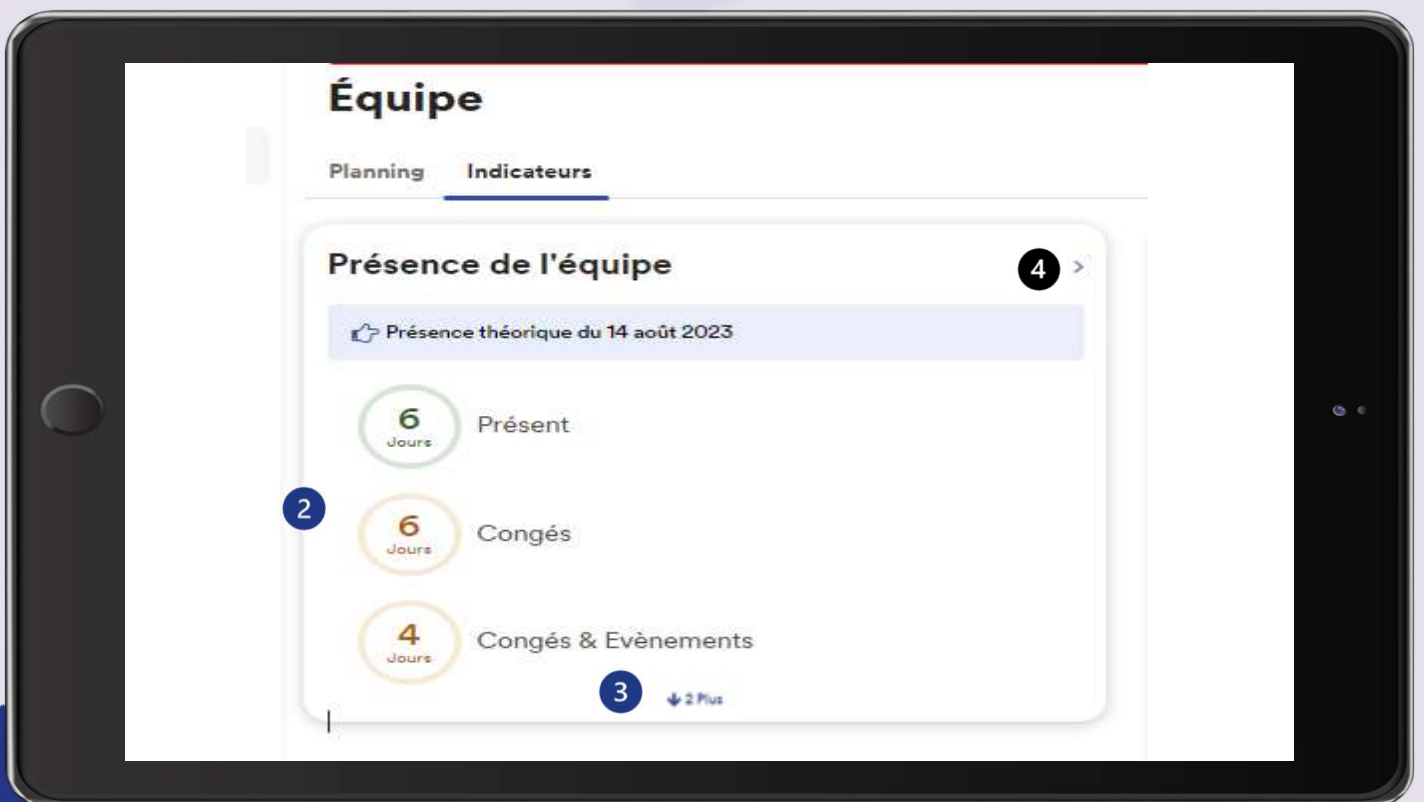 Équipe
Planning Indicateurs
Présence de l'équipe 4 >
Présence théorique du 14 août 2023
6
Jours
Présent
2
6
Jours
Congés
4
Jours
Congés & Evènements
3 2 Plus